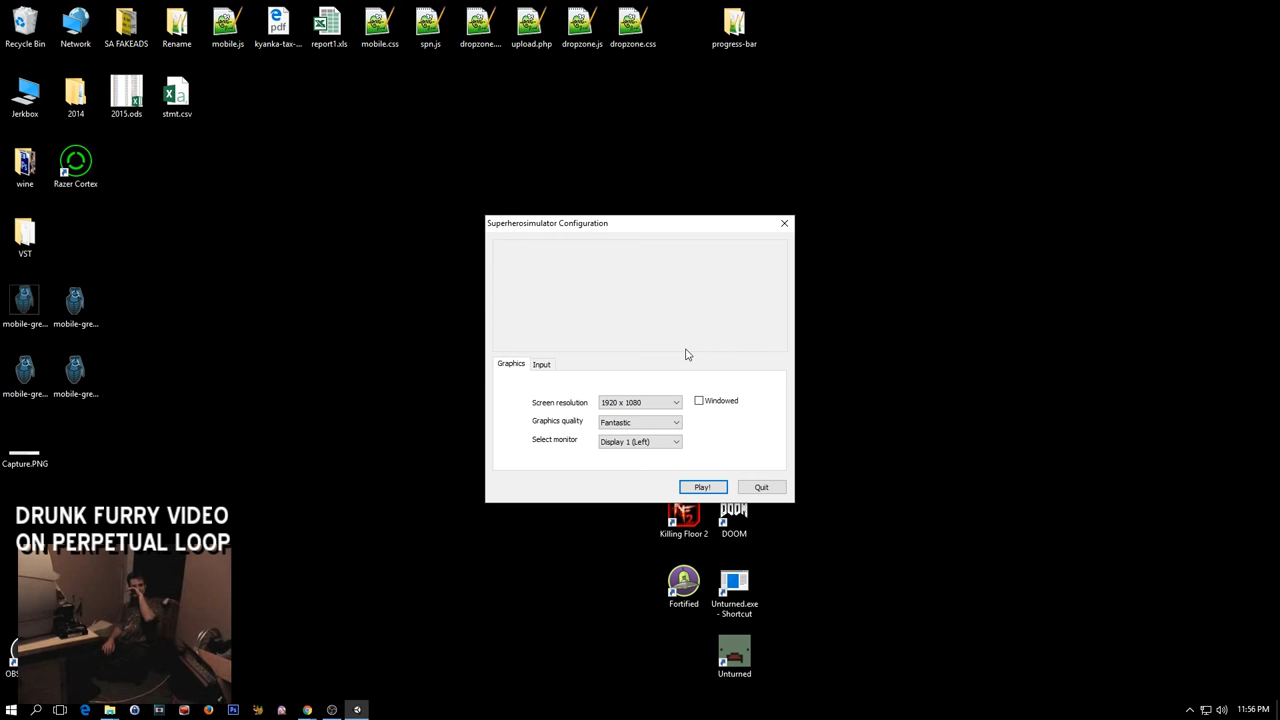 Recycle Bin
Network
SA FAKEADS
Rename
mobile.js
kyanka-tax-...
report1.xls
mobile.css
spn.js
dropzone....
upload.php
dropzone.js
dropzone.css
progress-bar
Jerkbox
2014
2015.ods
stmt.csv
wine
Razer Cortex
VST
mobile-gre...
mobile-gre...
mobile-gre...
mobile-gre...
Capture.PNG
Superherosimulator Configuration
Graphics
Input
Screen resolution
1920 x 1080
Windowed
Graphics quality
Fantastic
Select monitor
Display 1 (Left)
Play!
Quit
DRUNK FURRY VIDEO
ON PERPETUAL LOOP
Killing Floor 2
DOOM
Fortified
Unturned.exe
- Shortcut
Unturned
OBS
11:56 PM